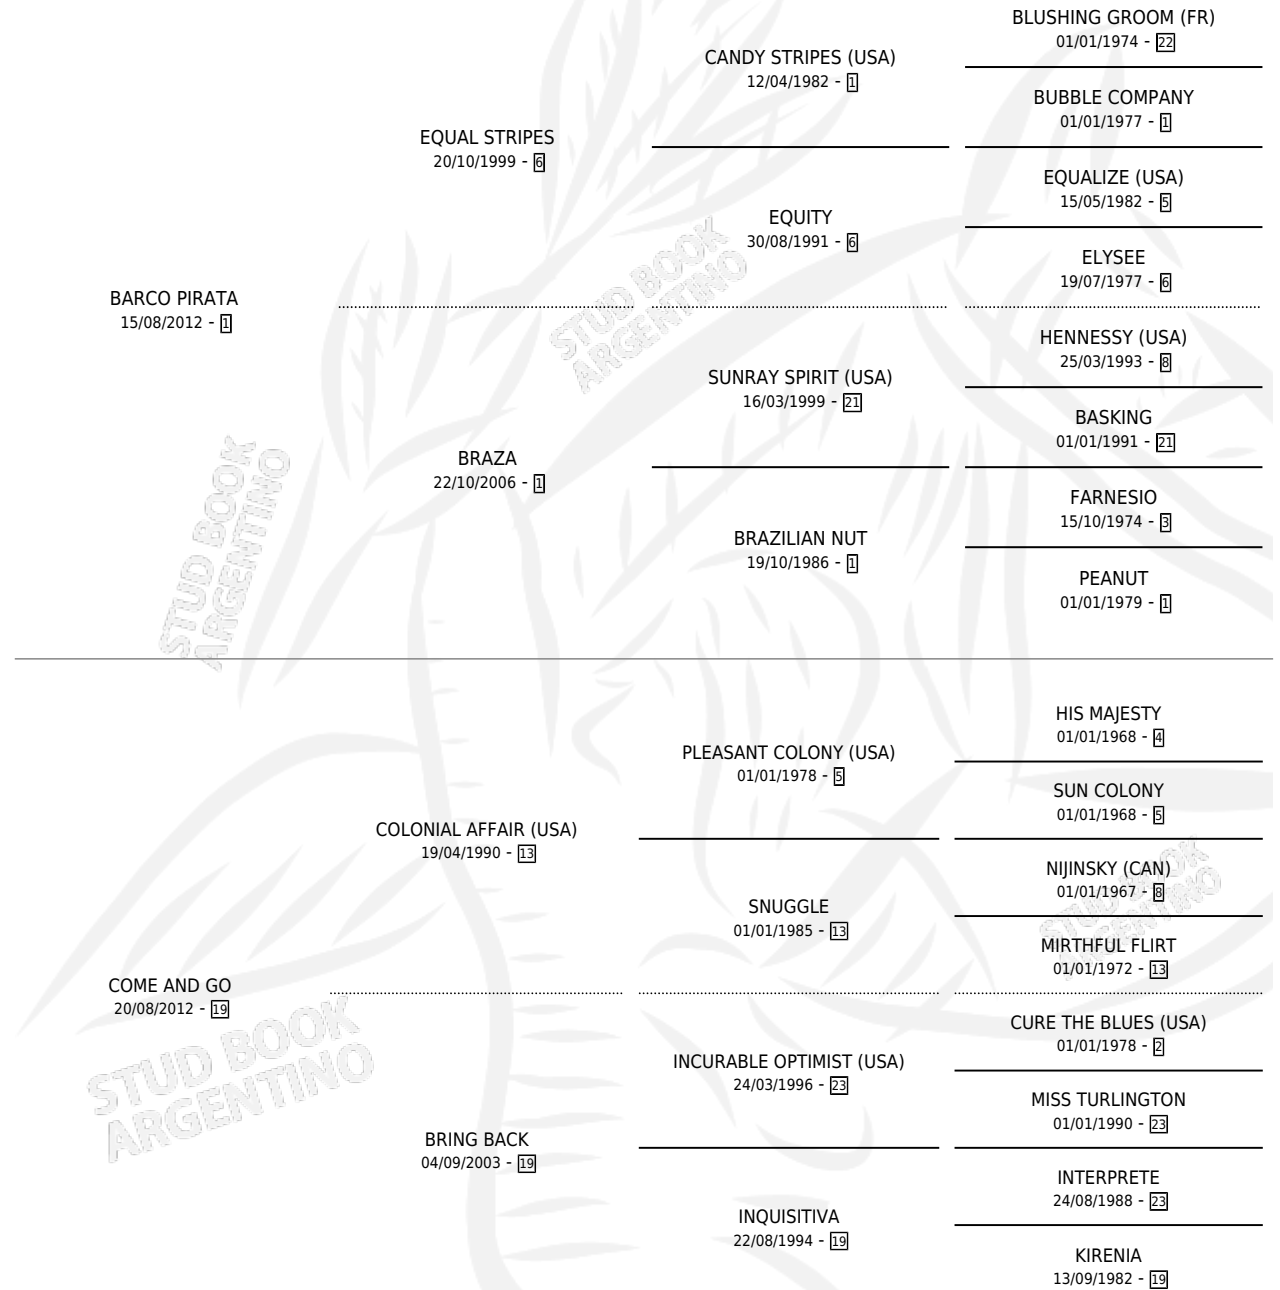 BLUSHING GROOM (FR)
01/01/1974 - 22
CANDY STRIPES (USA)
12/04/1982 - 1
BUBBLE COMPANY
01/01/1977 - 1
EQUAL STRIPES
20/10/1999 - 6
EQUALIZE (USA)
15/05/1982 - 5
EQUITY
30/08/1991 - 6
ELYSEE
19/07/1977 - 6
BARCO PIRATA
15/08/2012 - 1
HENNESSY (USA)
25/03/1993 - 8
SUNRAY SPIRIT (USA)
16/03/1999 - 21
BASKING
01/01/1991 - 21
BRAZA
22/10/2006 - 1
FARNESIO
15/10/1974 - 3
BRAZILIAN NUT
19/10/1986 - 1
PEANUT
01/01/1979 - 1
STUD BOOK
ARGENTINO
STUD BOOK
ARGENTINO
HIS MAJESTY
01/01/1968 - 4
PLEASANT COLONY (USA)
01/01/1978 - 5
SUN COLONY
01/01/1968 - 5
COLONIAL AFFAIR (USA)
19/04/1990 - 13
NIJINSKY (CAN)
01/01/1967 - 8
SNUGGLE
01/01/1985 - 13
MIRTHFUL FLIRT
01/01/1972 - 13
COME AND GO
20/08/2012 - 19
CURE THE BLUES (USA)
01/01/1978 - 2
INCURABLE OPTIMIST (USA)
24/03/1996 - 23
MISS TURLINGTON
01/01/1990 - 23
BRING BACK
04/09/2003 - 19
INTERPRETE
24/08/1988 - 23
INQUISITIVA
22/08/1994 - 19
KIRENIA
13/09/1982 - 19
STUD BOOK
ARGENTINO
STUD BOOK
ARGENTINO